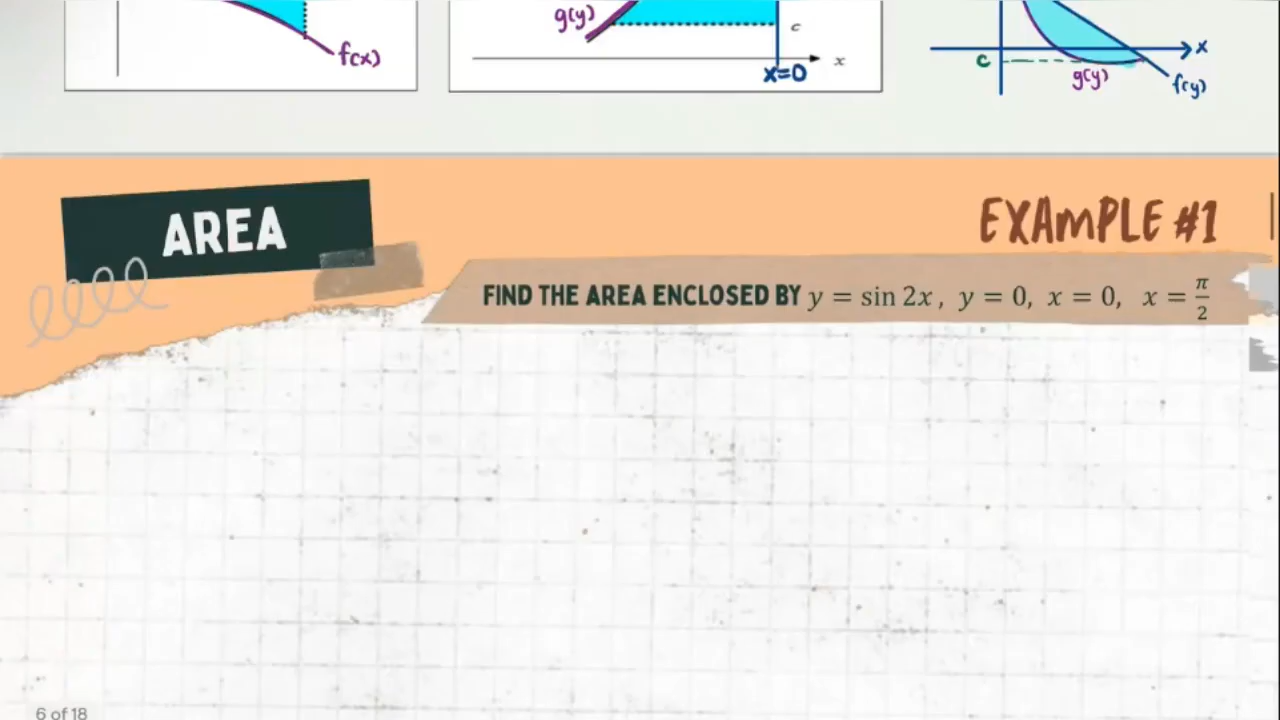 g(y)
c
f(x)
x
x=0
x
c
g(y)
f(y)
AREA
EXAMPLE #1
FIND THE AREA ENCLOSED BY y = sin 2x, y = 0, x = 0, x = π/2
6 of 18